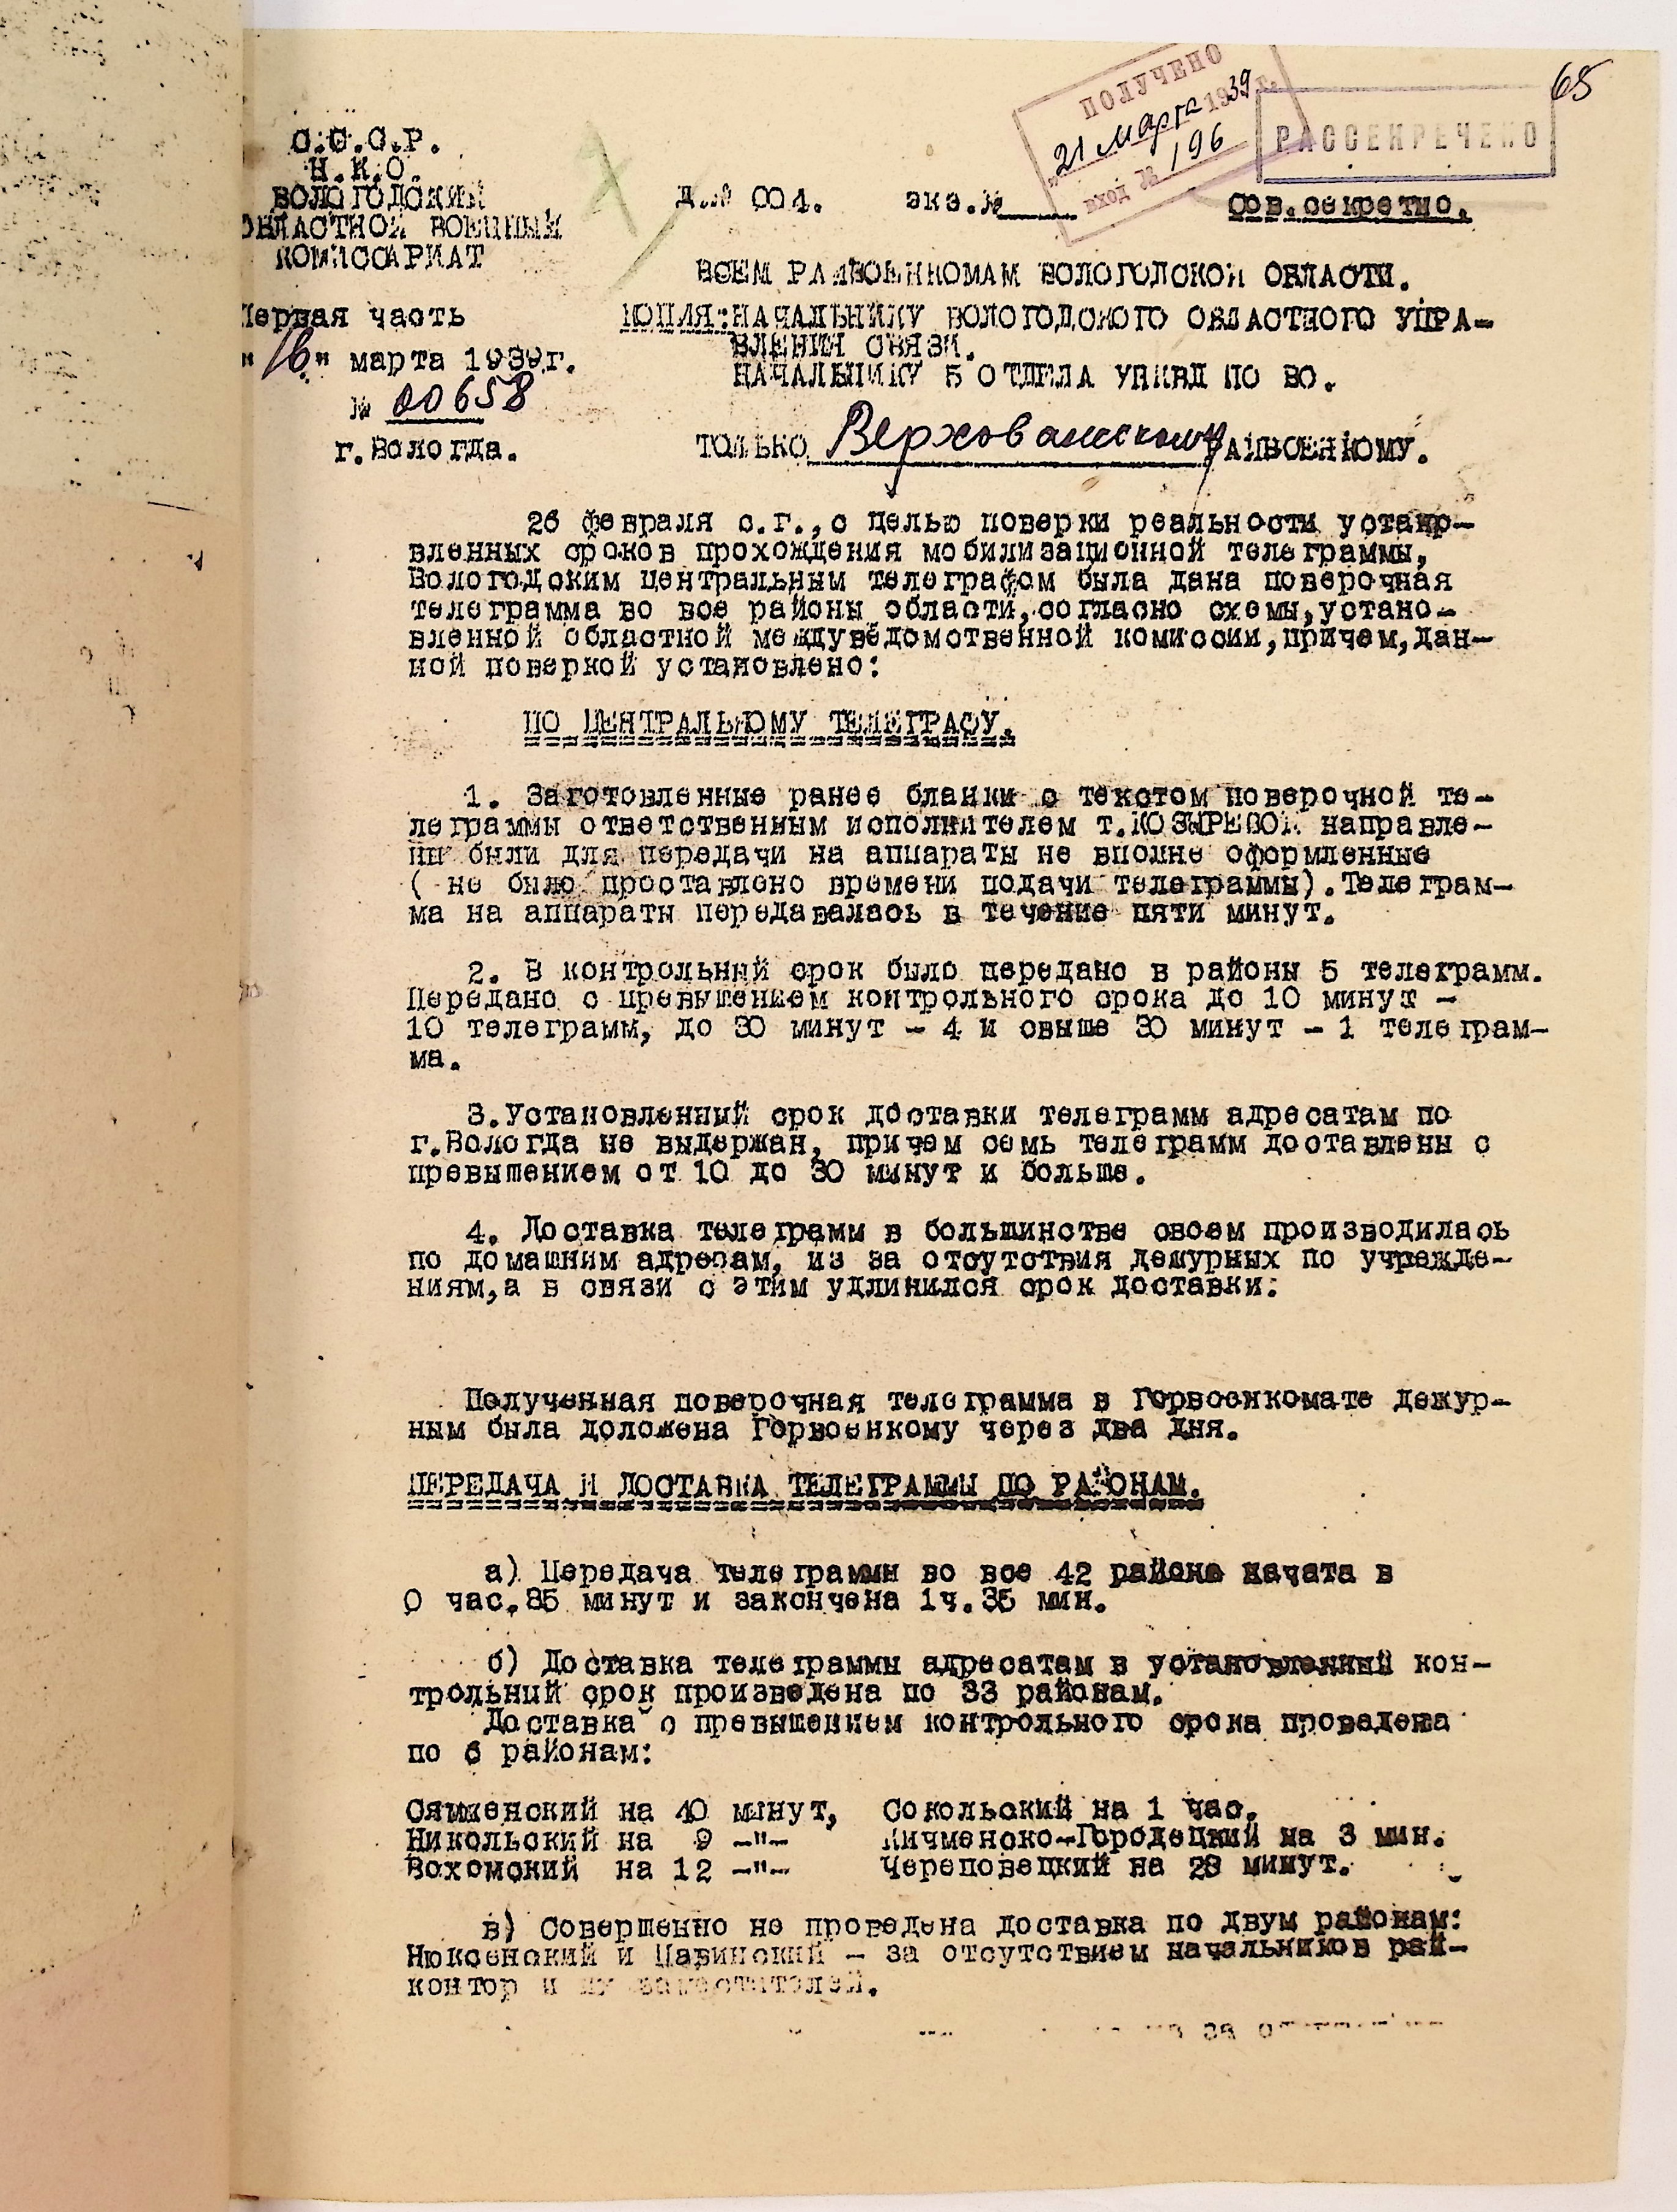 65
ПОЛУЧЕНО
"21 марта 1939 г.
вход № 196
РАССЕКРЕЧЕНО
С.С.С.Р.
Н.К.О.
ВОЛОГОДСКИЙ
ОБЛАСТНОЙ ВОЕННЫЙ
КОМИССАРИАТ
Первая часть
"16" марта 1939г.
№ 00658
г.Вологда.
Д.№ 004. экз.№
Сов.секретно.
ВСЕМ РАЙВОЕНКОМАМ ВОЛОГОДСКОЙ ОБЛАСТИ.
КОПИЯ:НАЧАЛЬНИКУ ВОЛОГОДСКОГО ОБЛАСТНОГО УПРА-
ВЛЕНИЯ СВЯЗИ.
НАЧАЛЬНИКУ 5 ОТДЕЛА УНКВД ПО ВО.
ТОЛЬКО Верховажскому РАЙВОЕНКОМУ.
26 февраля с.г.,с целью поверки реальности устано-
вленных сроков прохождения мобилизационной телеграммы,
Вологодским центральным телеграфом была дана поверочная
телеграмма во все районы области,согласно схемы,устано-
вленной областной междуведомственной комиссии,причем,дан-
ной поверкой установлено:
ПО ЦЕНТРАЛЬНОМУ ТЕЛЕГРАФУ.
1. Заготовленные ранее бланки с текстом поверочной те-
леграммы ответственным исполнителем т.КОЗЫРЕВОЙ направле-
ны были для передачи на аппараты не вполне оформленные
( не было проставлено времени подачи телеграммы).Телеграм-
ма на аппараты передавалась в течение пяти минут.
2. В контрольный срок было передано в районы 5 телеграмм.
Передано с превышением контрольного срока до 10 минут -
10 телеграмм, до 30 минут - 4 и свыше 30 минут - 1 телеграм-
ма.
3.Установленный срок доставки телеграмм адресатам по
г.Вологда не выдержан, причем семь телеграмм доставлены с
превышением от 10 до 30 минут и больше.
4. Доставка телеграмм в большинстве своем производилась
по домашним адресам, из за отсутствия дежурных по учрежде-
ниям,а в связи с этим удлинился срок доставки:
Полученная поверочная телеграмма в Горвоенкомате дежур-
ным была доложена Горвоенкому через два дня.
ПЕРЕДАЧА И ДОСТАВКА ТЕЛЕГРАММЫ ПО РАЙОНАМ.
а) Передача телеграммы во все 42 района начата в
0 час.35 минут и закончена 1ч.35 мин.
б) Доставка телеграммы адресатам в установленный кон-
трольный срок произведена по 33 районам.
Доставка с превышением контрольного срока проведена
по 6 районам:
Сямженский на 40 минут, Сокольский на 1 час.
Никольский на 9 -"- Кичменско-Городецкий на 3 мин.
Вохомский на 12 -"- Череповецкий на 28 минут.
в) Совершенно не проведена доставка по двум районам:
Нюксенский и Павинский - за отсутствием начальников рай-
контор и их заместителей.
за